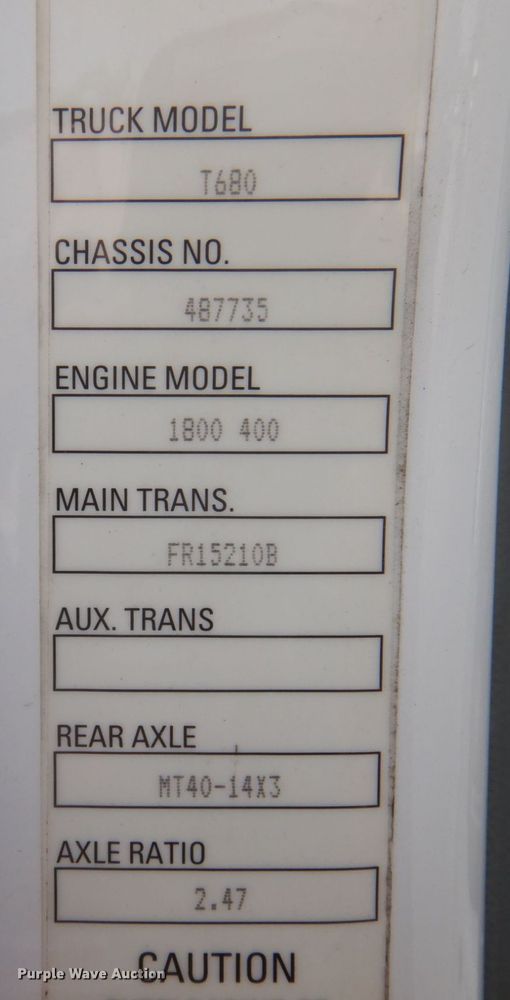 TRUCK MODEL
T680
CHASSIS NO.
487735
ENGINE MODEL
1800 400
MAIN TRANS.
FR15210B
AUX. TRANS
REAR AXLE
MT40-14X3
AXLE RATIO
2.47
CAUTION
Purple Wave Auction